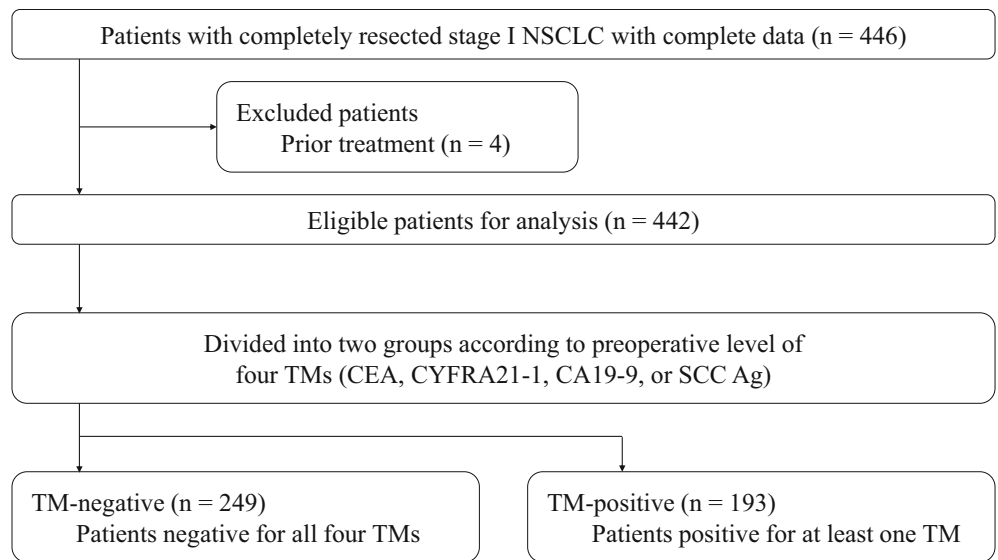 Patients with completely resected stage I NSCLC with complete data (n = 446)
Excluded patients
Prior treatment (n = 4)
Eligible patients for analysis (n = 442)
Divided into two groups according to preoperative level of
four TMs (CEA, CYFRA21-1, CA19-9, or SCC Ag)
TM-negative (n = 249)
Patients negative for all four TMs
TM-positive (n = 193)
Patients positive for at least one TM